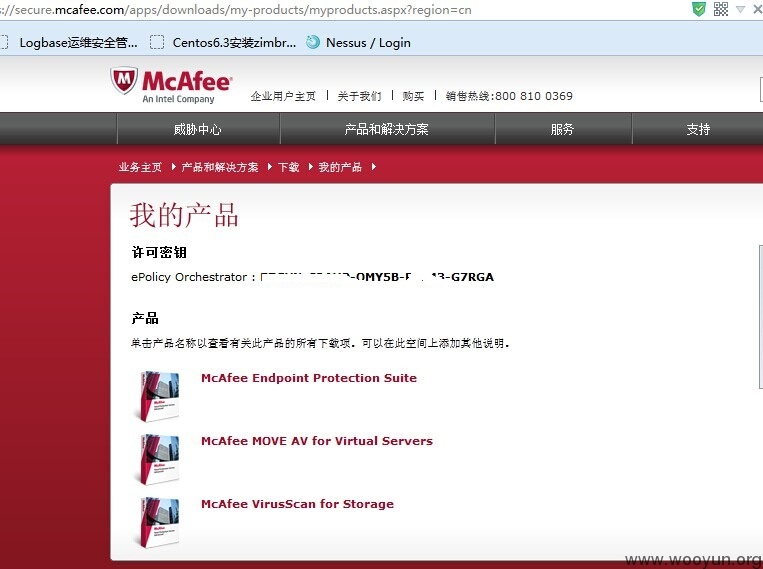 s://secure.mcafee.com/apps/downloads/my-products/myproducts.aspx?region=cn
Logbase运维安全管... Centos6.3安装zimbr... Nessus / Login
McAfee
An Intel Company
企业用户主页 | 关于我们 | 购买 | 销售热线:800 810 0369
威胁中心 产品和解决方案 服务 支持
业务主页 产品和解决方案 下载 我的产品
我的产品
许可密钥
ePolicy Orchestrator : -G7RGA
产品
单击产品名称以查看有关此产品的所有下载项。可以在此空间上添加其他说明。
McAfee Endpoint Protection Suite
McAfee MOVE AV for Virtual Servers
McAfee VirusScan for Storage
www.wooyun.org